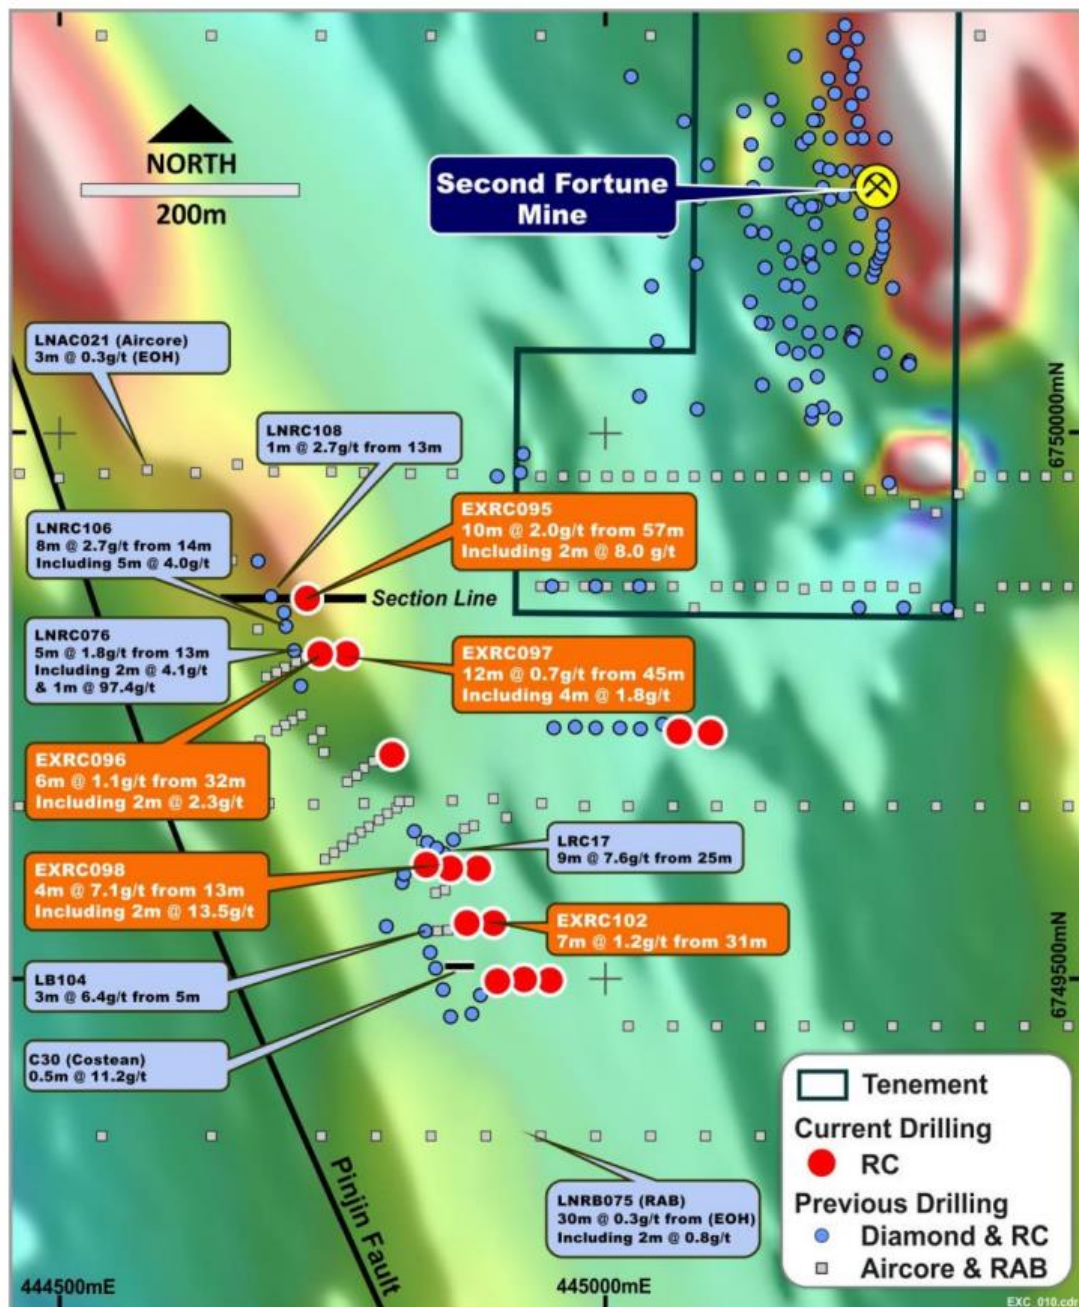 NORTH
200m
Second Fortune
Mine
LNAC021 (Aircore)
3m @ 0.3g/t (EOH)
LNRC108
1m @ 2.7g/t from 13m
6750000mN
LNRC106
8m @ 2.7g/t from 14m
Including 5m @ 4.0g/t
EXRC095
10m @ 2.0g/t from 57m
Including 2m @ 8.0 g/t
Section Line
LNRC076
5m @ 1.8g/t from 13m
Including 2m @ 4.1g/t
& 1m @ 97.4g/t
EXRC097
12m @ 0.7g/t from 45m
Including 4m @ 1.8g/t
EXRC096
6m @ 1.1g/t from 32m
Including 2m @ 2.3g/t
LRC17
9m @ 7.6g/t from 25m
EXRC098
4m @ 7.1g/t from 13m
Including 2m @ 13.5g/t
EXRC102
7m @ 1.2g/t from 31m
LB104
3m @ 6.4g/t from 5m
6749500mN
C30 (Costean)
0.5m @ 11.2g/t
Pinjin Fault
LNRB075 (RAB)
30m @ 0.3g/t from (EOH)
Including 2m @ 0.8g/t
Tenement
Current Drilling
RC
Previous Drilling
Diamond & RC
Aircore & RAB
444500mE
445000mE
EXC_010.cdr